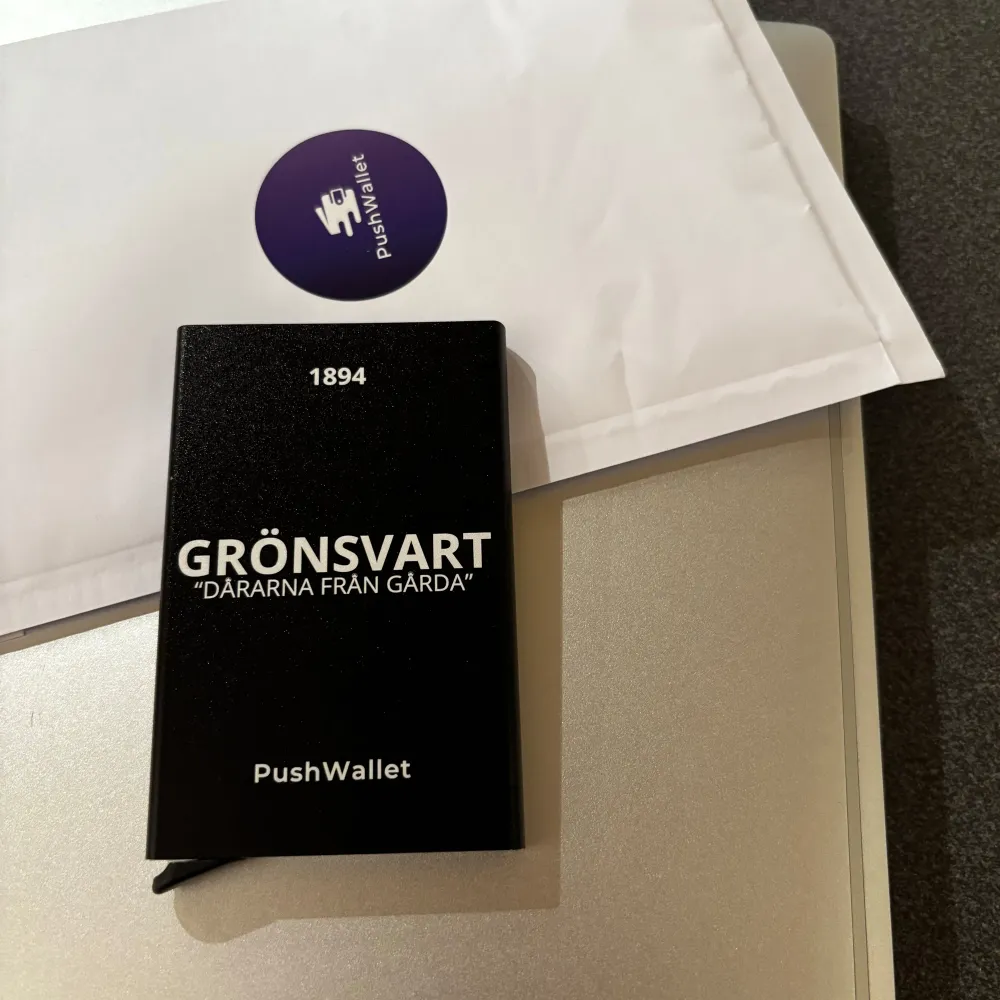 PushWallet
1894
GRÖNSVART
“DÅRARNA FRÅN GÅRDA”
PushWallet